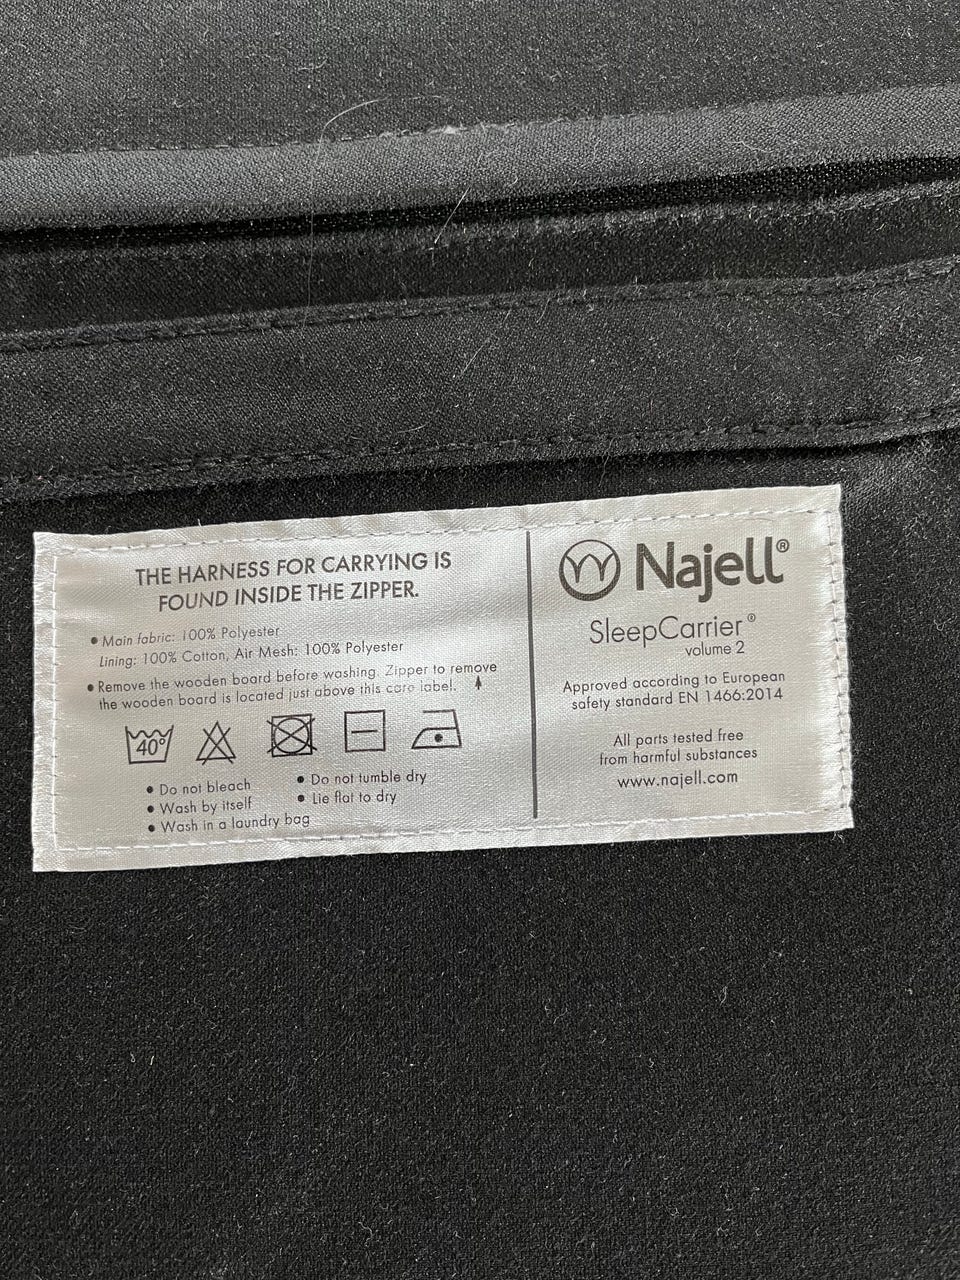 THE HARNESS FOR CARRYING IS
FOUND INSIDE THE ZIPPER.
• Main fabric: 100% Polyester
Lining: 100% Cotton, Air Mesh: 100% Polyester
• Remove the wooden board before washing. Zipper to remove
the wooden board is located just above this care label.
40°
• Do not bleach
• Wash by itself
• Wash in a laundry bag
• Do not tumble dry
• Lie flat to dry
Najell®
SleepCarrier®
volume 2
Approved according to European
safety standard EN 1466:2014
All parts tested free
from harmful substances
www.najell.com